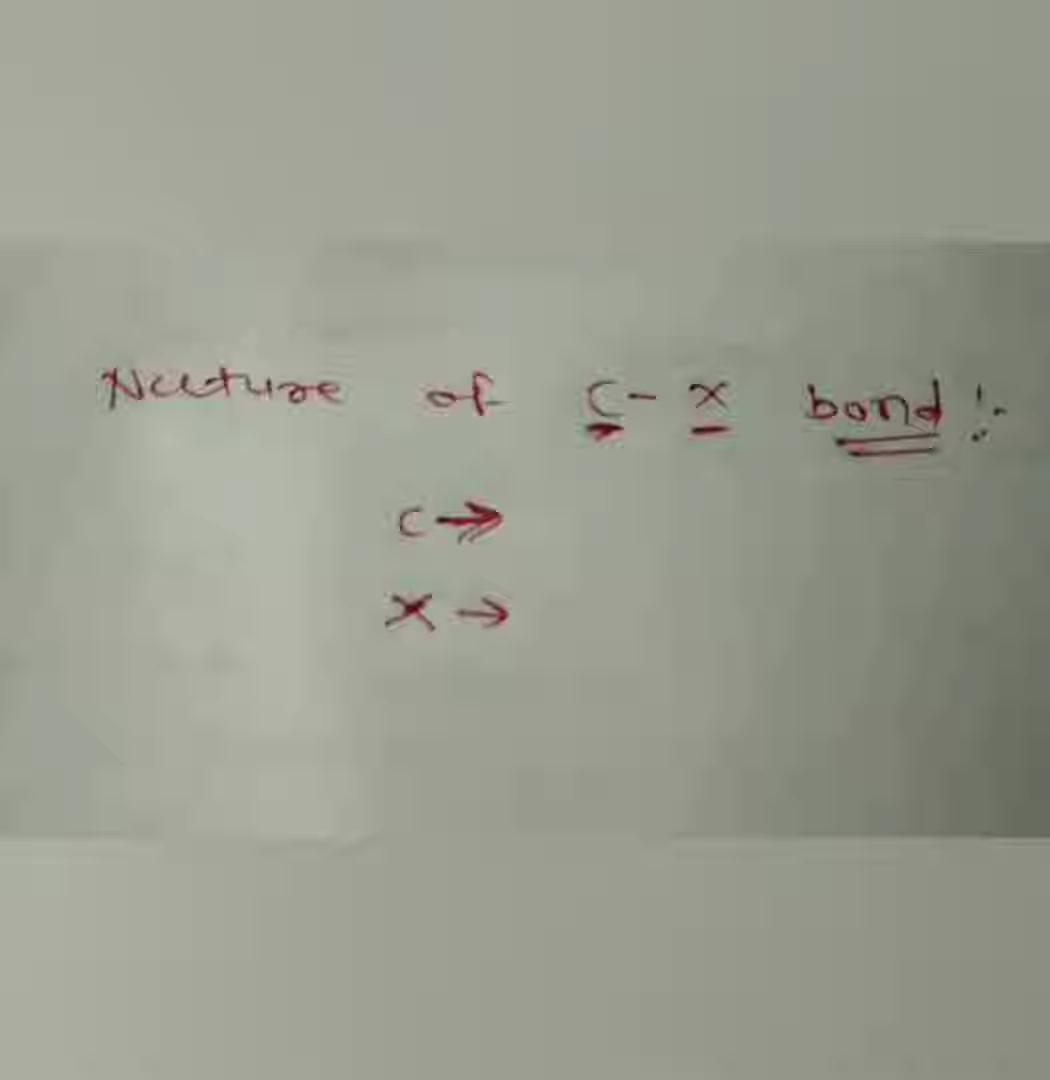 Nature of C- X bond :-
C →
X →